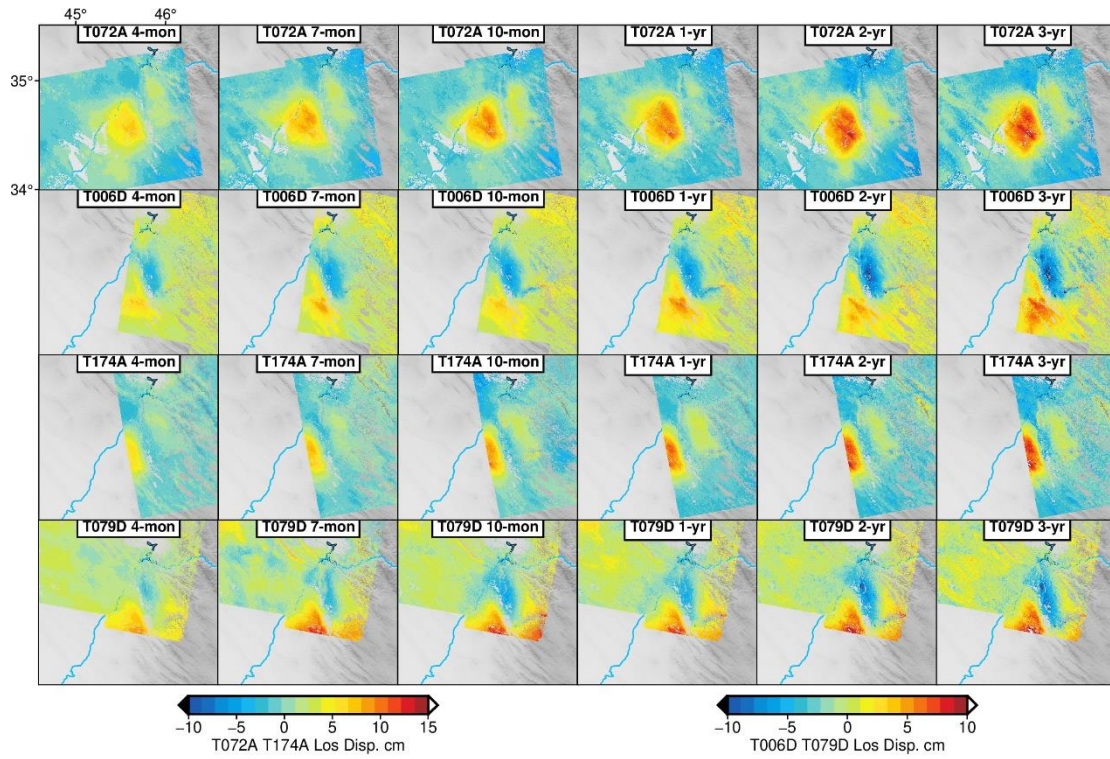 45° 46°
T072A 4-mon T072A 7-mon T072A 10-mon T072A 1-yr T072A 2-yr T072A 3-yr
35°
34°
T006D 4-mon T006D 7-mon T006D 10-mon T006D 1-yr T006D 2-yr T006D 3-yr
T174A 4-mon T174A 7-mon T174A 10-mon T174A 1-yr T174A 2-yr T174A 3-yr
T079D 4-mon T079D 7-mon T079D 10-mon T079D 1-yr T079D 2-yr T079D 3-yr
−10 −5 0 5 10 15 −10 −5 0 5 10
T072A T174A Los Disp. cm T006D T079D Los Disp. cm